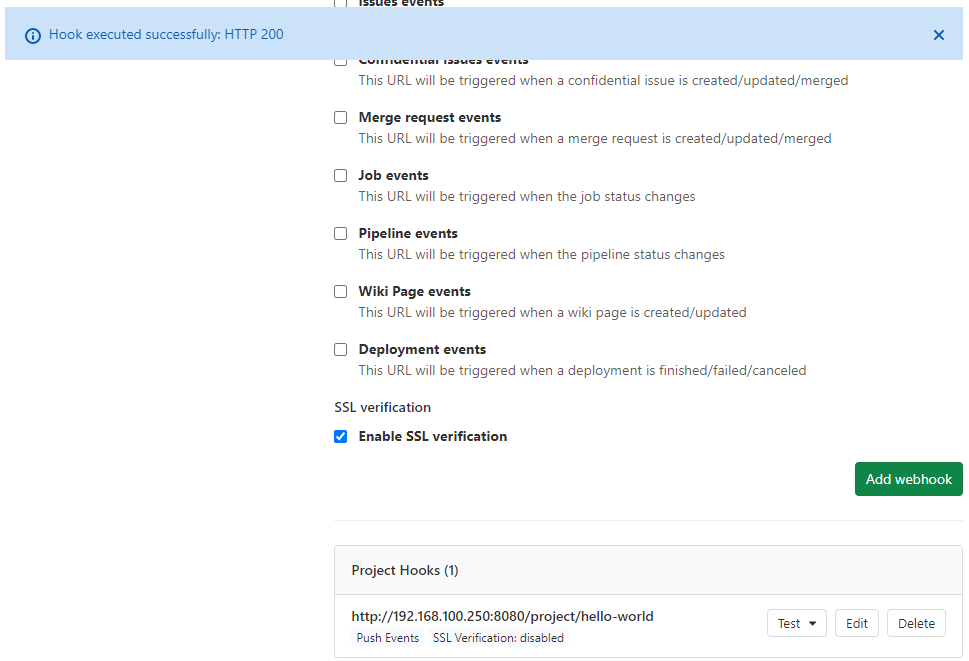 Issues events
Hook executed successfully: HTTP 200
Confidential issues events
This URL will be triggered when a confidential issue is created/updated/merged
Merge request events
This URL will be triggered when a merge request is created/updated/merged
Job events
This URL will be triggered when the job status changes
Pipeline events
This URL will be triggered when the pipeline status changes
Wiki Page events
This URL will be triggered when a wiki page is created/updated
Deployment events
This URL will be triggered when a deployment is finished/failed/canceled
SSL verification
Enable SSL verification
Add webhook
Project Hooks (1)
http://192.168.100.250:8080/project/hello-world
Test Edit Delete
Push Events SSL Verification: disabled